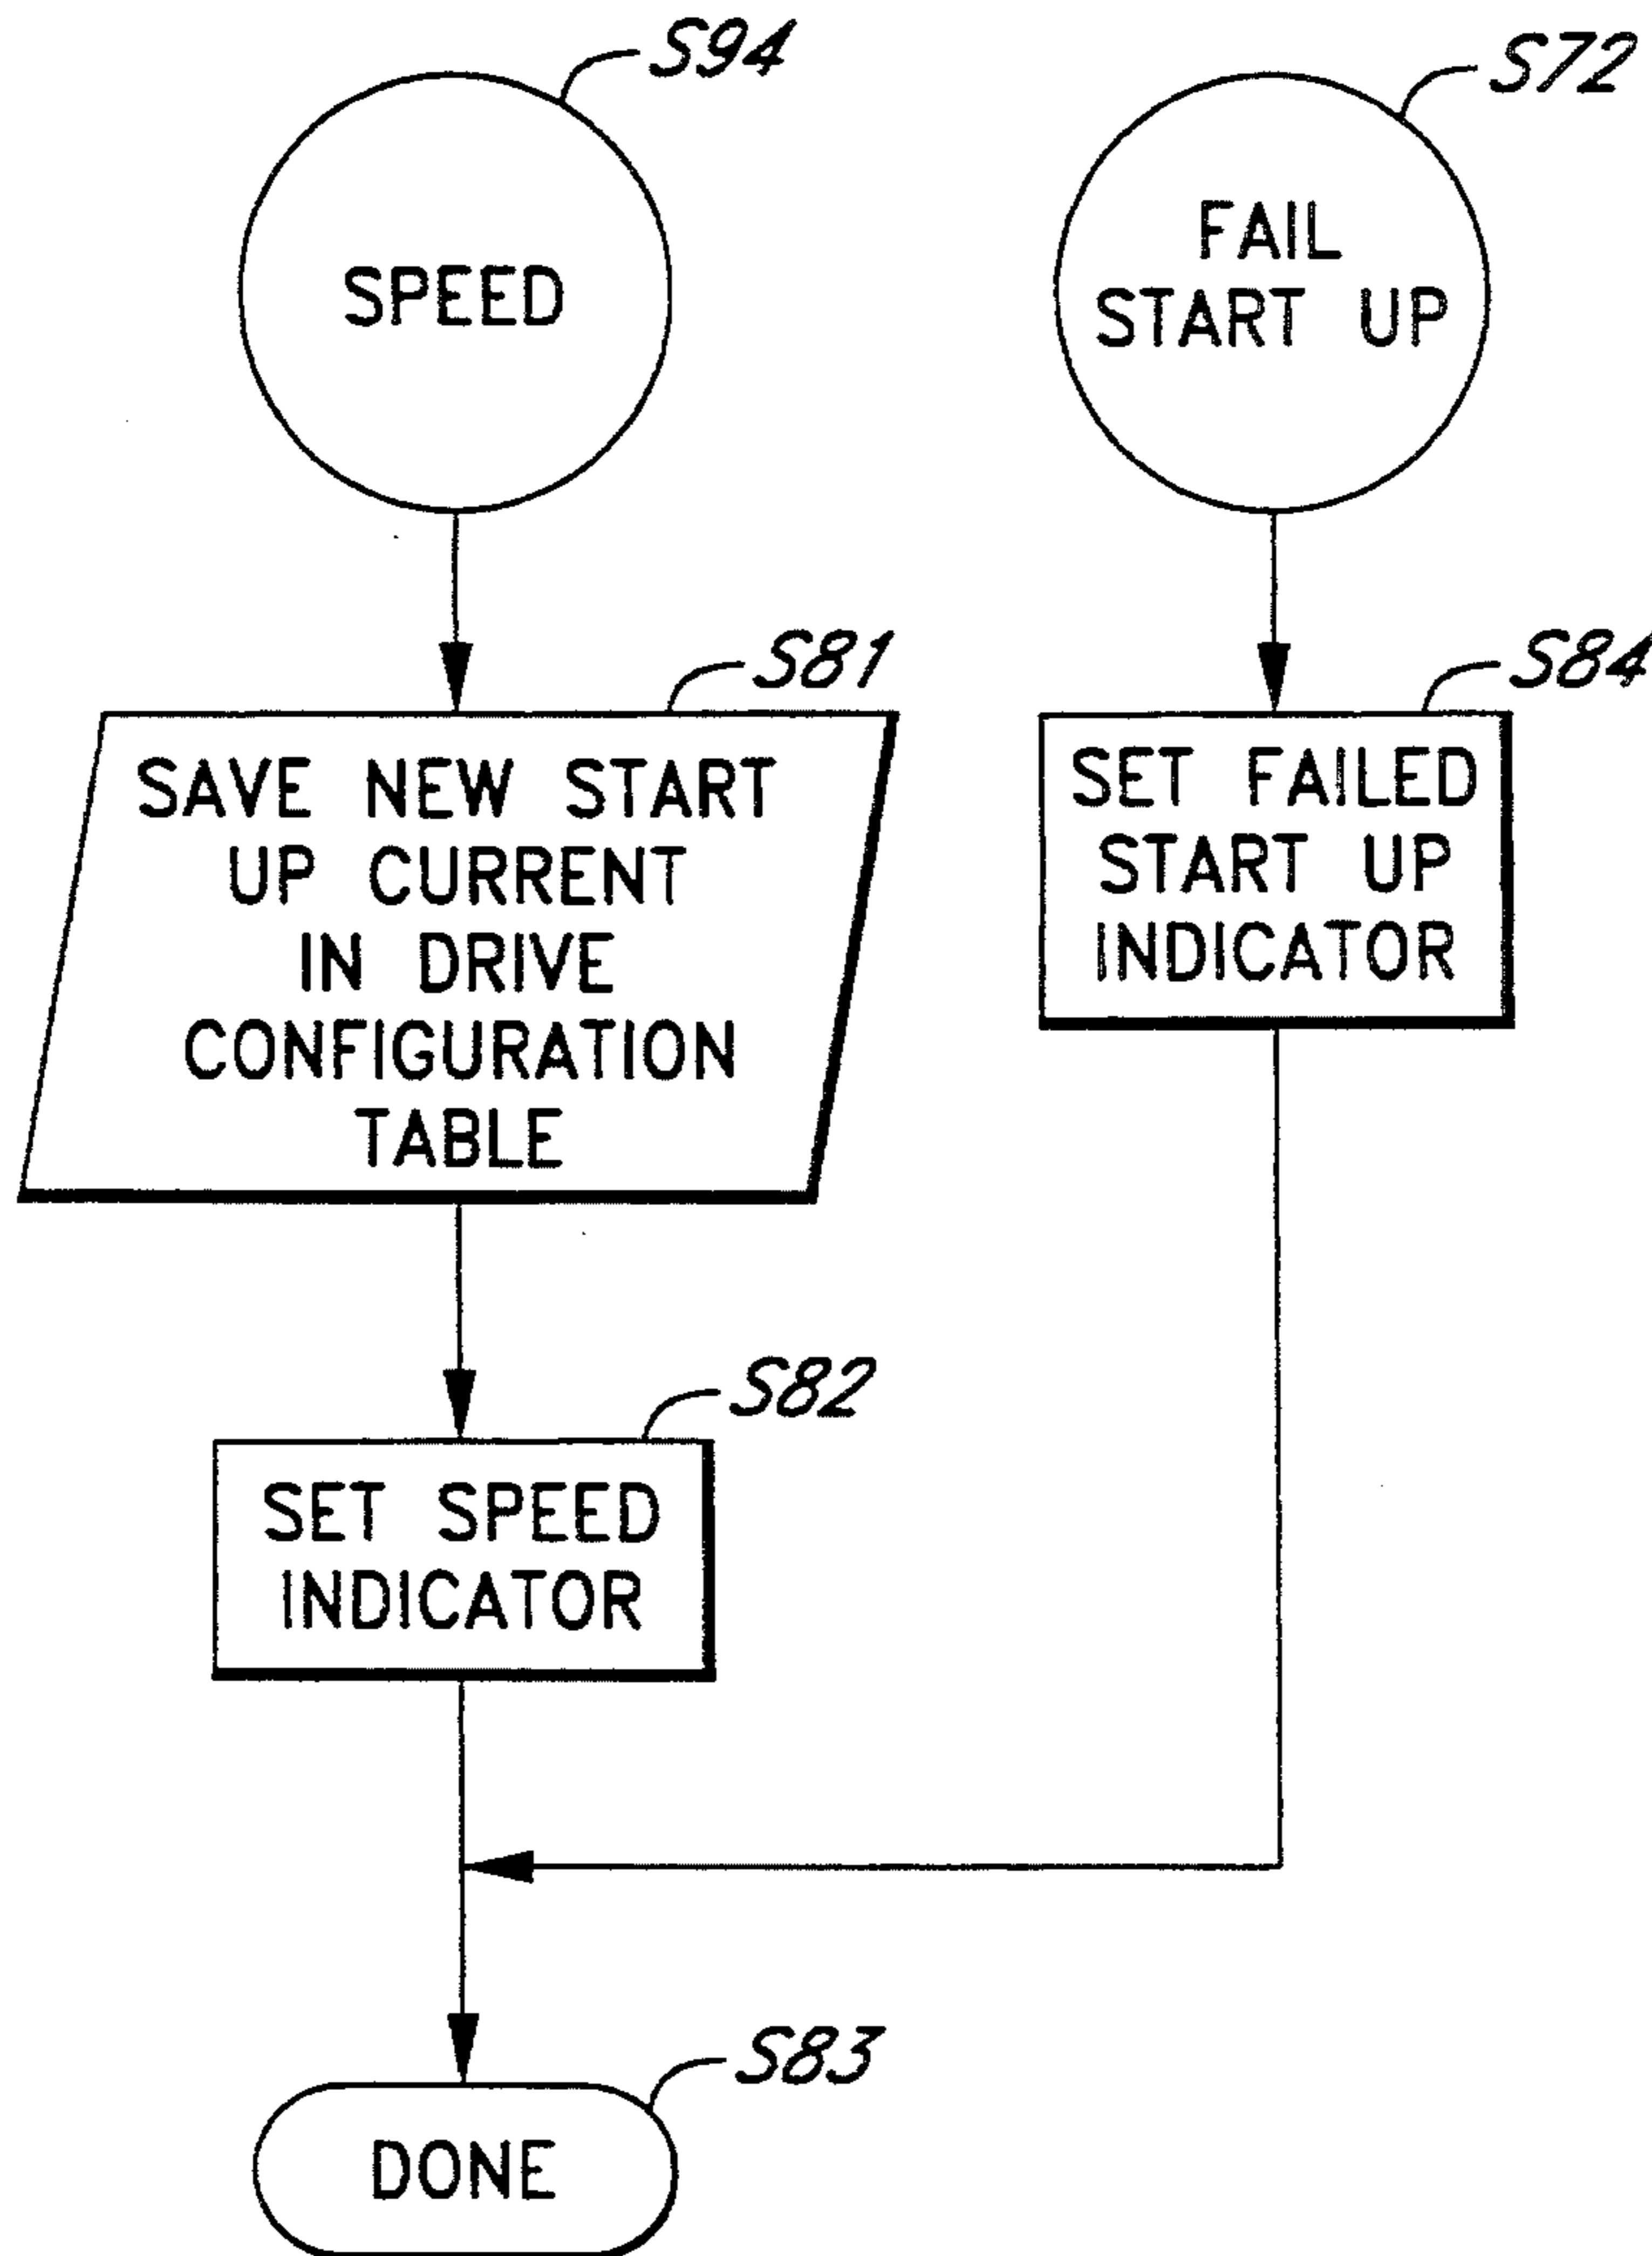 S94
SPEED
S72
FAIL
START UP
S81
SAVE NEW START
UP CURRENT
IN DRIVE
CONFIGURATION
TABLE
S84
SET FAILED
START UP
INDICATOR
S82
SET SPEED
INDICATOR
S83
DONE